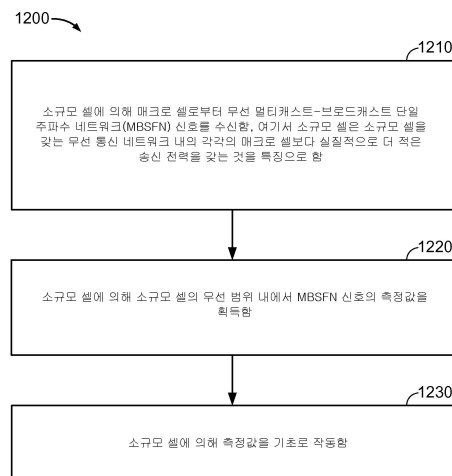 1200
1210
소규모 셀에 의해 매크로 셀로부터 무선 멀티캐스트-브로드캐스트 단일
주파수 네트워크(MBSFN) 신호를 수신함, 여기서 소규모 셀은 소규모 셀을
갖는 무선 통신 네트워크 내의 각각의 매크로 셀보다 실질적으로 더 적은
송신 전력을 갖는 것을 특징으로 함
1220
소규모 셀에 의해 소규모 셀의 무선 범위 내에서 MBSFN 신호의 측정값을
획득함
1230
소규모 셀에 의해 측정값을 기초로 작동함